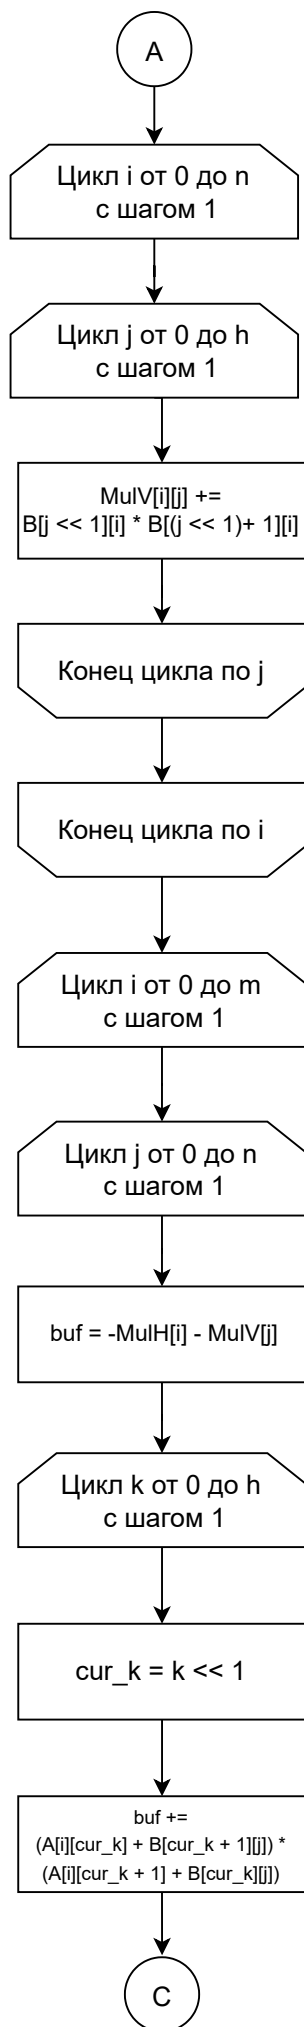 A
Цикл i от 0 до n
с шагом 1
Цикл j от 0 до h
с шагом 1
MulV[i][j] +=
B[j << 1][i] * B[(j << 1)+ 1][i]
Конец цикла по j
Конец цикла по i
Цикл i от 0 до m
с шагом 1
Цикл j от 0 до n
с шагом 1
buf = -MulH[i] - MulV[j]
Цикл k от 0 до h
с шагом 1
cur_k = k << 1
buf +=
(A[i][cur_k] + B[cur_k + 1][j]) *
(A[i][cur_k + 1] + B[cur_k][j])
C